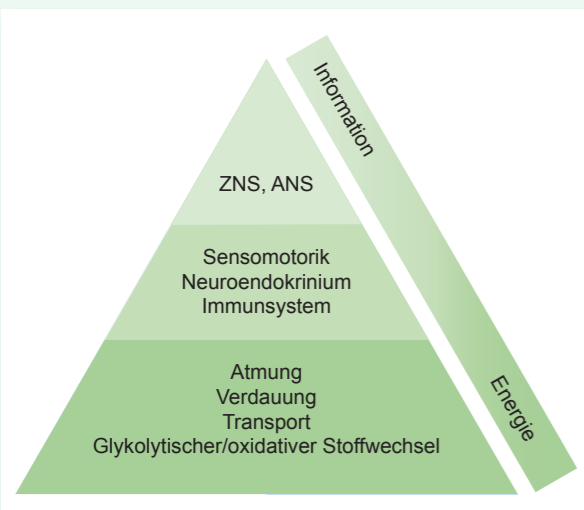 Information
ZNS, ANS
Sensomotorik
Neuroendokrinium
Immunsystem
Atmung
Verdauung
Transport
Glykolytischer/oxidativer Stoffwechsel
Energie